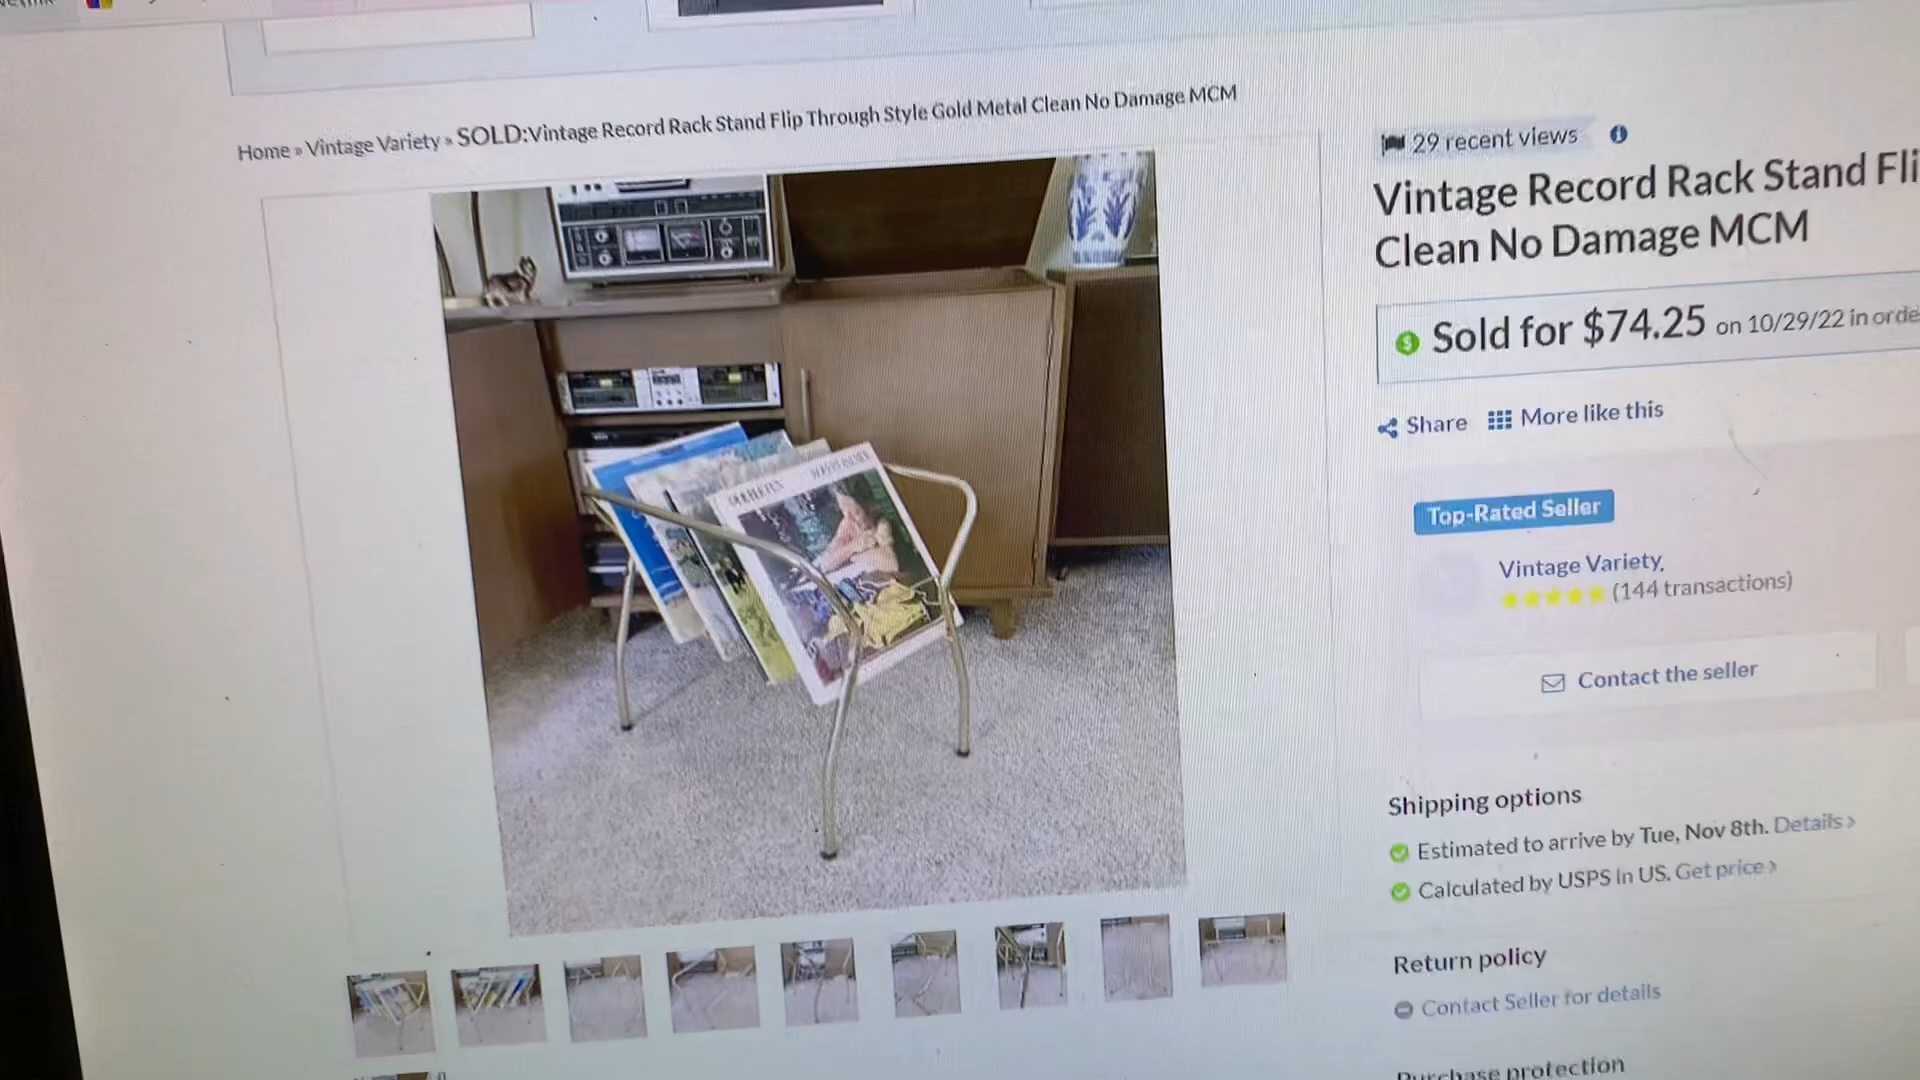 Home » Vintage Variety » SOLD:Vintage Record Rack Stand Flip Through Style Gold Metal Clean No Damage MCM
29 recent views
Vintage Record Rack Stand Fli
Clean No Damage MCM
Sold for $74.25 on 10/29/22 in orde
Share More like this
Top-Rated Seller
Vintage Variety
(144 transactions)
Contact the seller
Shipping options
Estimated to arrive by Tue, Nov 8th. Details >
Calculated by USPS in US. Get price >
Return policy
Contact Seller for details
Purchase protection